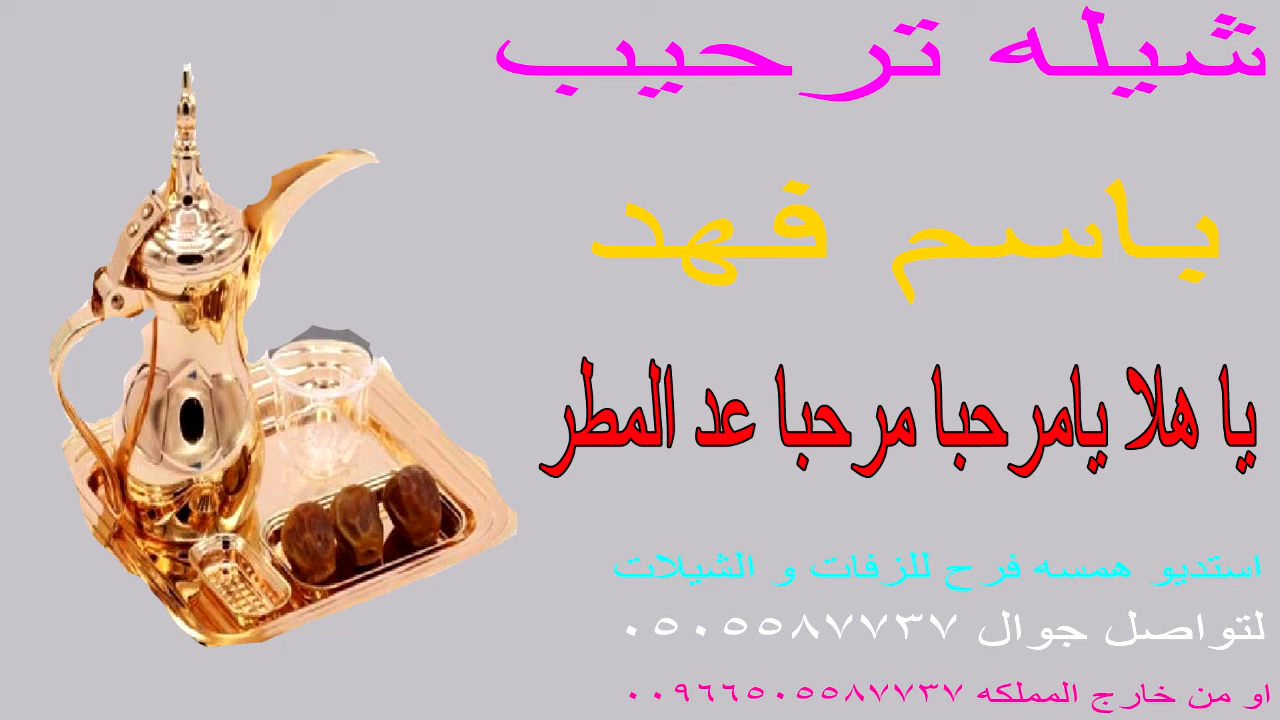 شيله ترحيب
باسم فهد
يا هلا يامرحبا مرحبا عد المطر
استديو همسه فرح للزفات و الشيلات
لتواصل جوال ٠٥٠٥٥٨٧٧٣٧
او من خارج المملكه ٠٠٩٦٦٥٠٥٥٨٧٧٣٧